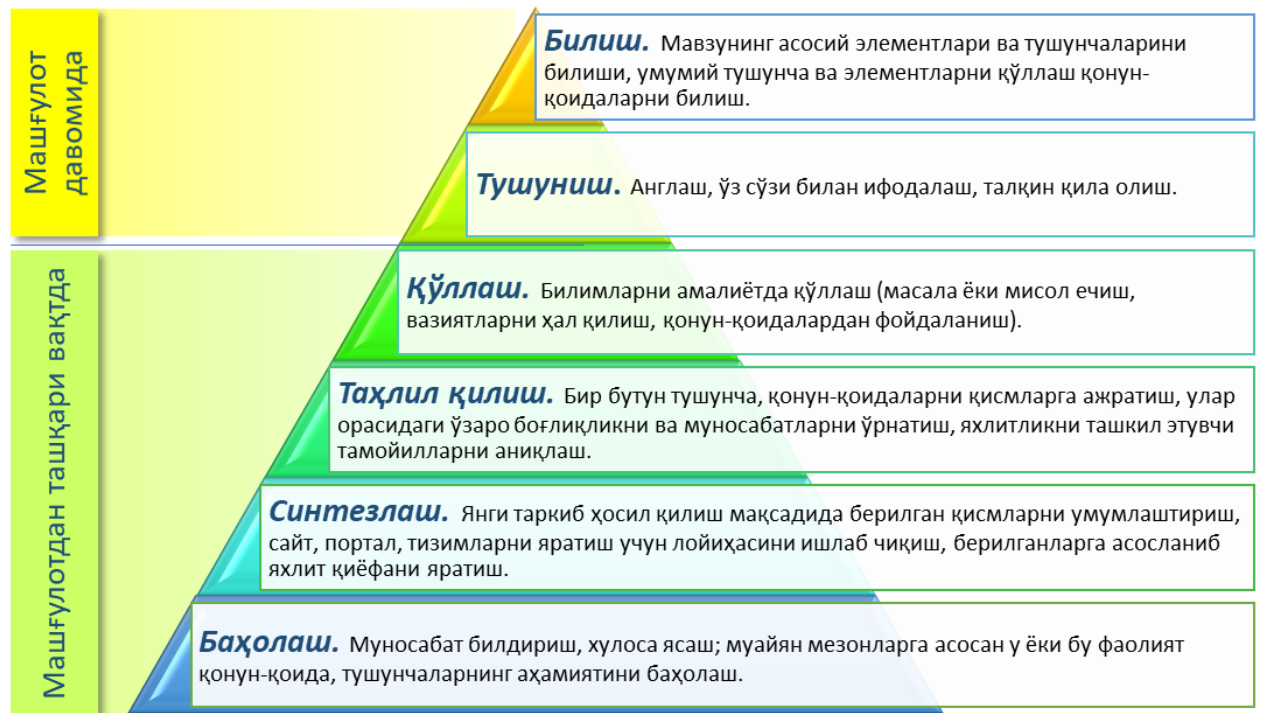 Машғулот
давомида
Билиш. Мавзунинг асосий элементлари ва тушунчаларини
билиши, умумий тушунча ва элементларни қўллаш қонун-
қоидаларни билиш.
Тушуниш. Англаш, ўз сўзи билан ифодалаш, талқин қила олиш.
Машғулотдан ташқари вақтда
Қўллаш. Билимларни амалиётда қўллаш (масала ёки мисол ечиш,
вазиятларни ҳал қилиш, қонун-қоидалардан фойдаланиш).
Таҳлил қилиш. Бир бутун тушунча, қонун-қоидаларни қисмларга ажратиш, улар
орасидаги ўзаро боғлиқликни ва муносабатларни ўрнатиш, яхлитликни ташкил этувчи
тамойилларни аниқлаш.
Синтезлаш. Янги таркиб ҳосил қилиш мақсадида берилган қисмларни умумлаштириш,
сайт, портал, тизимларни яратиш учун лойиҳасини ишлаб чиқиш, берилганларга асосланиб
яхлит қиёфани яратиш.
Баҳолаш. Муносабат билдириш, хулоса ясаш; муайян мезонларга асосан у ёки бу фаолият
қонун-қоида, тушунчаларнинг аҳамиятини баҳолаш.